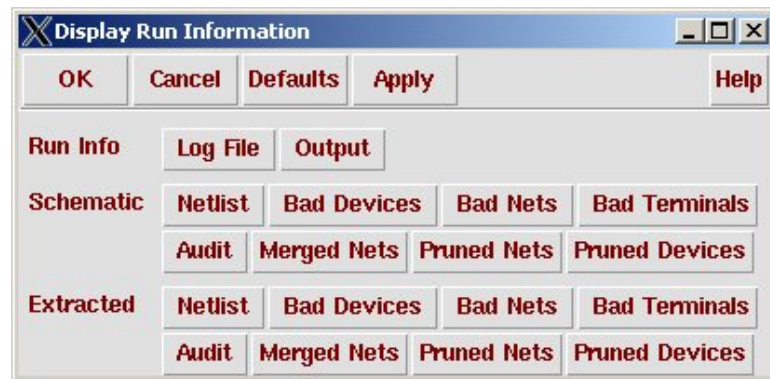 Display Run Information
OK Cancel Defaults Apply Help
Run Info Log File Output
Schematic Netlist Bad Devices Bad Nets Bad Terminals
Audit Merged Nets Pruned Nets Pruned Devices
Extracted Netlist Bad Devices Bad Nets Bad Terminals
Audit Merged Nets Pruned Nets Pruned Devices